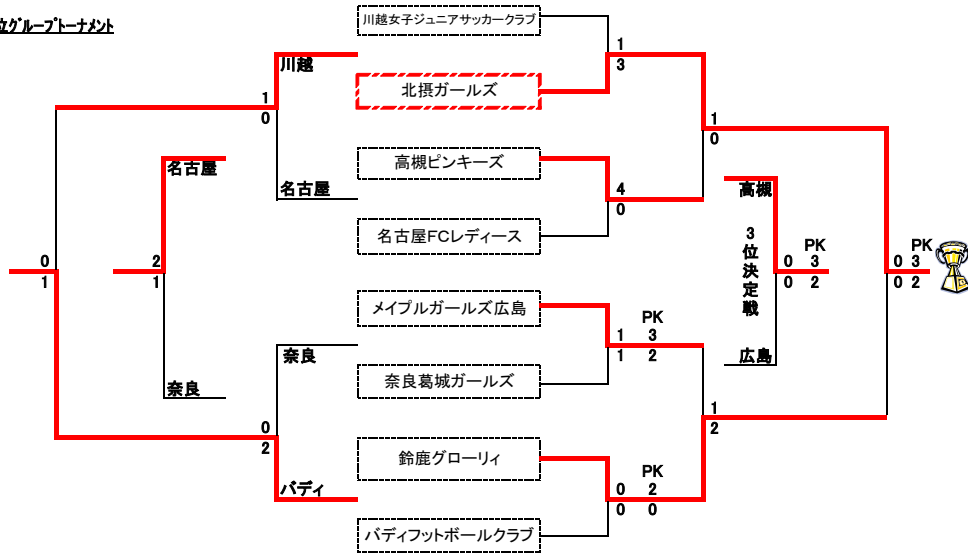 位グループトーナメント
川越女子ジュニアサッカークラブ
1
3
北摂ガールズ
1
0
高槻ピンキーズ
4
0
名古屋FCレディース
メイプルガールズ広島
PK
1 3
1 2
奈良葛城ガールズ
1
2
鈴鹿グローリィ
PK
0 2
0 0
バディフットボールクラブ
高槻
3位決定戦
PK
0 3
0 2
広島
PK
0 3
0 2
川越
1
0
名古屋
名古屋
2
1
奈良
0
1
奈良
0
2
バディ